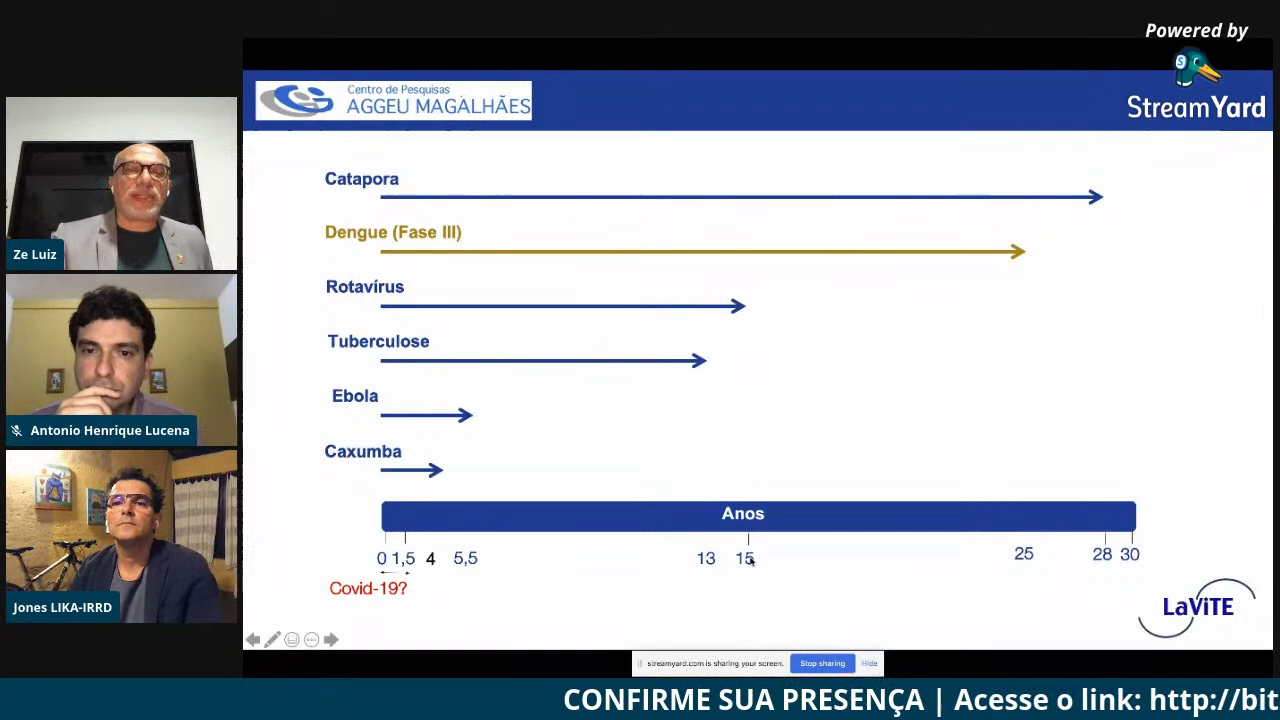 Powered by
StreamYard
Centro de Pesquisas
AGGEU MAGALHÃES
Catapora
Dengue (Fase III)
Rotavírus
Tuberculose
Ebola
Caxumba
Anos
0 1,5 4 5,5 13 15 25 28 30
Covid-19?
LaViTE
Ze Luiz
Antonio Henrique Lucena
Jones LIKA-IRRD
streamyard.com is sharing your screen. Stop sharing Hide
CONFIRME SUA PRESENÇA | Acesse o link: http://bit